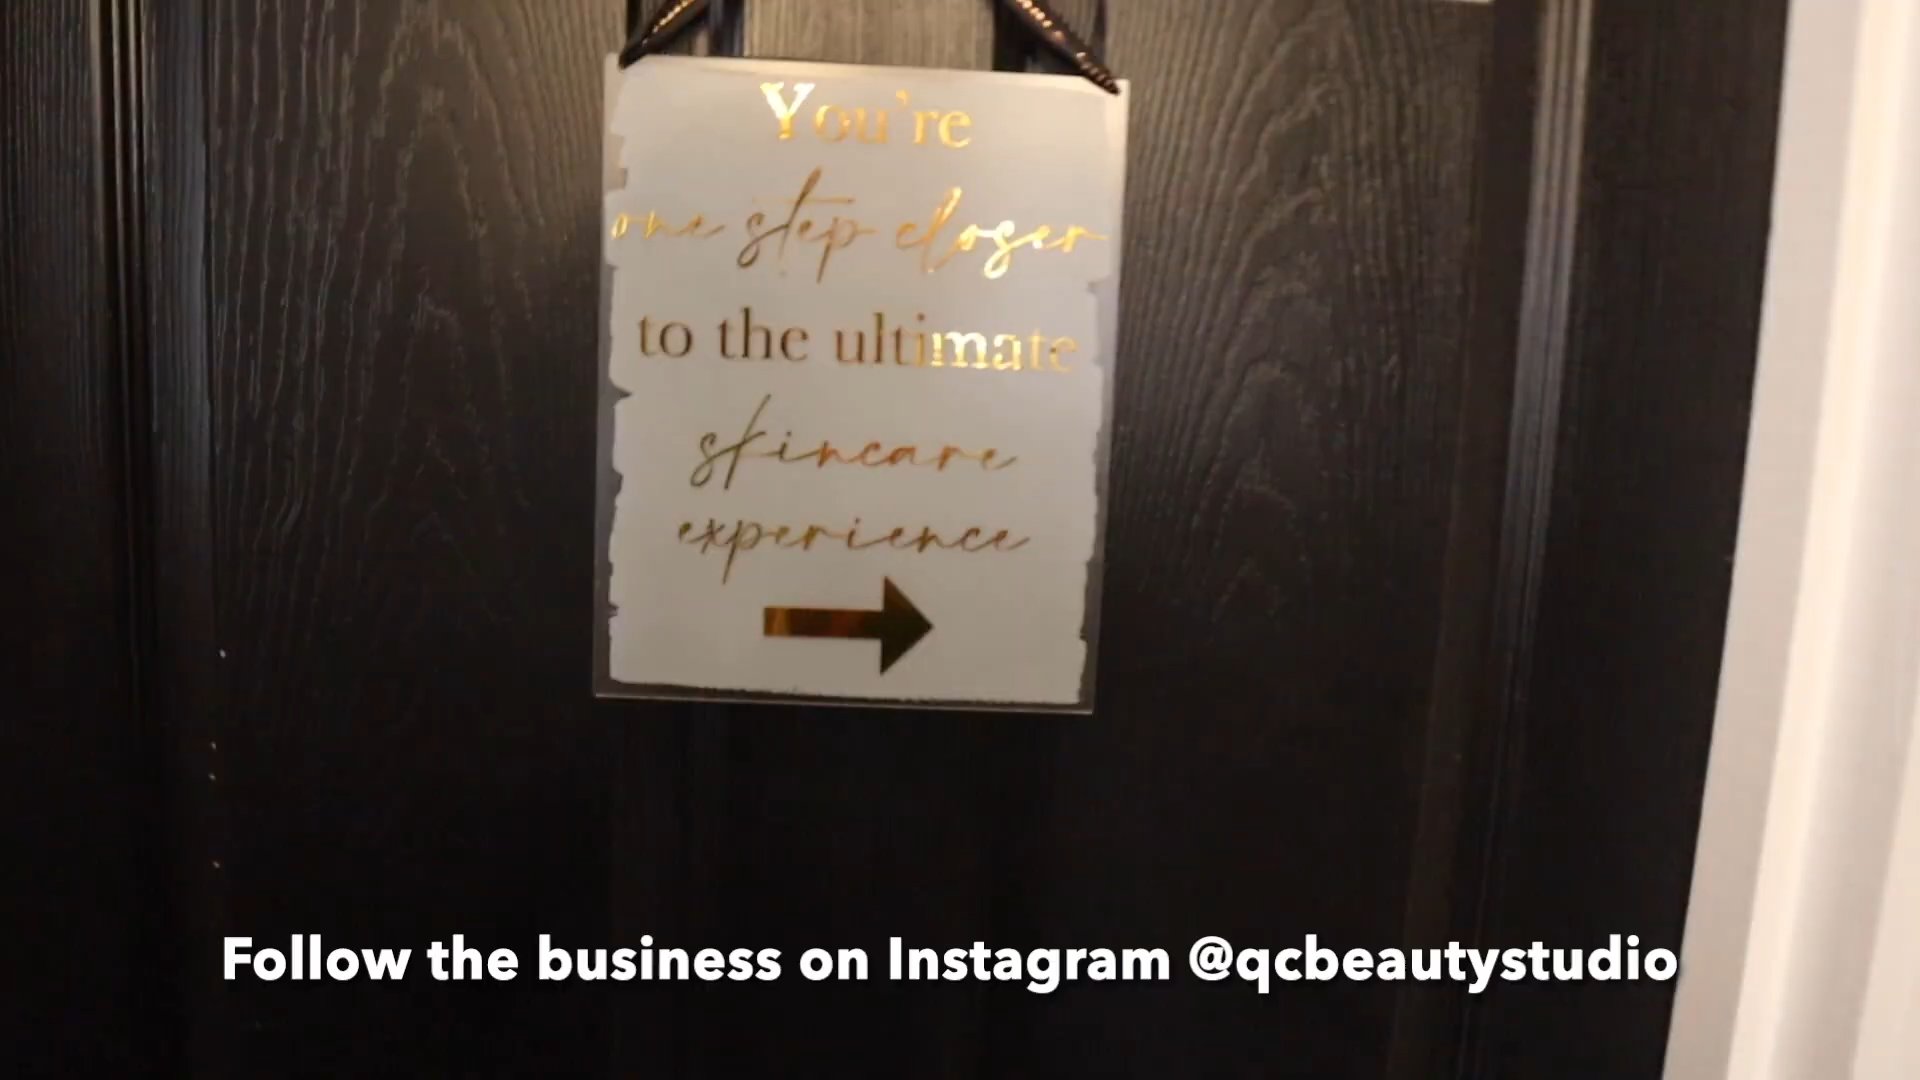 You're
one step closer
to the ultimate
skincare
experience
Follow the business on Instagram @qcbeautystudio